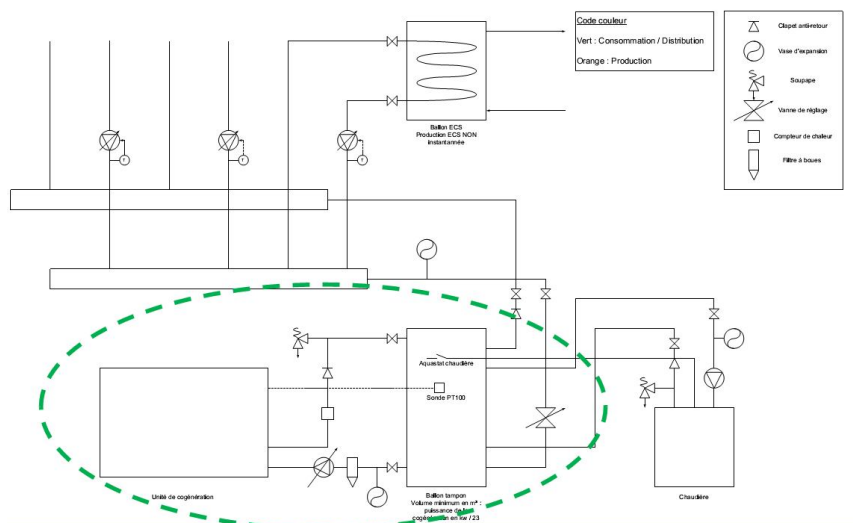 Code couleur
Vert : Consommation / Distribution
Orange : Production
Clapet anti-retour
Vase d'expansion
Soupape
Vanne de réglage
Compteur de chaleur
Filtre à boues
Ballon ECS
Production ECS NON
instantannée
Aquastat chaudière
Sonde PT100
Unité de cogénération
Ballon tampon
Volume minimum en m³ :
puissance de
cogénération en kw / 23
Chaudière